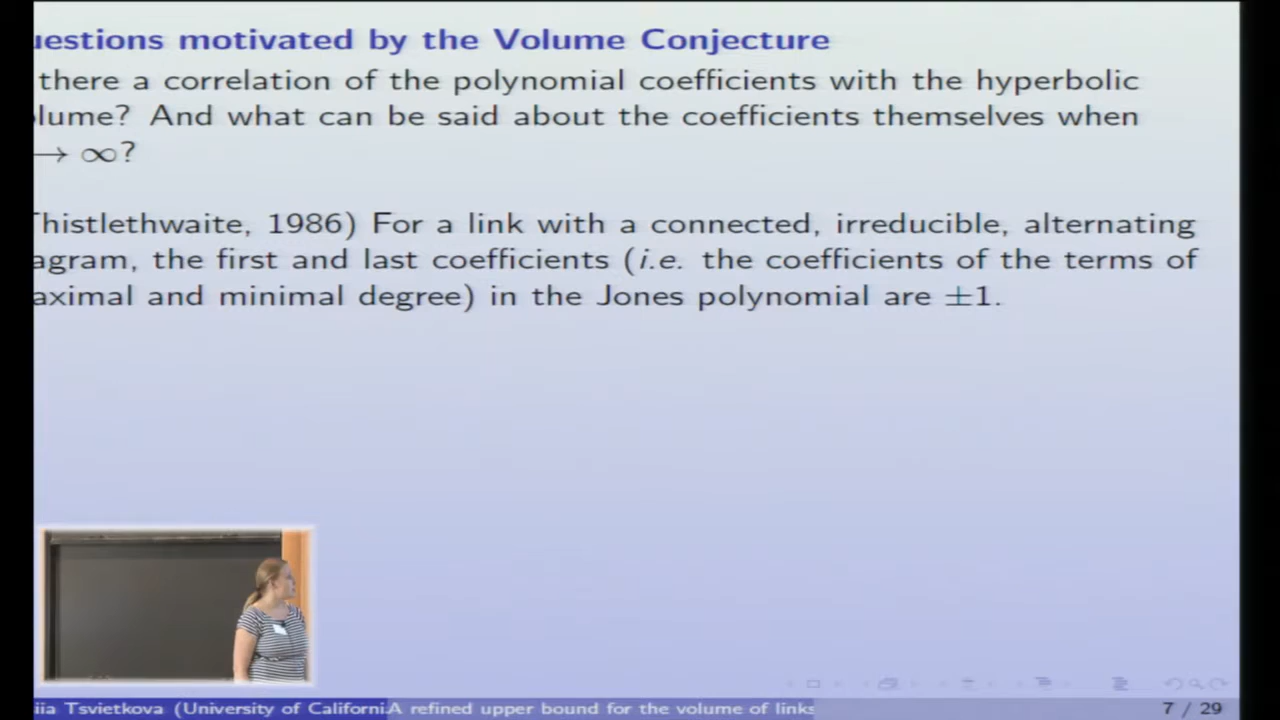 uestions motivated by the Volume Conjecture
there a correlation of the polynomial coefficients with the hyperbolic
lume? And what can be said about the coefficients themselves when
→ ∞?
Thistlethwaite, 1986) For a link with a connected, irreducible, alternating
agram, the first and last coefficients (i.e. the coefficients of the terms of
aximal and minimal degree) in the Jones polynomial are ±1.
iia Tsvietkova (University of Californi
A refined upper bound for the volume of links
7 / 29